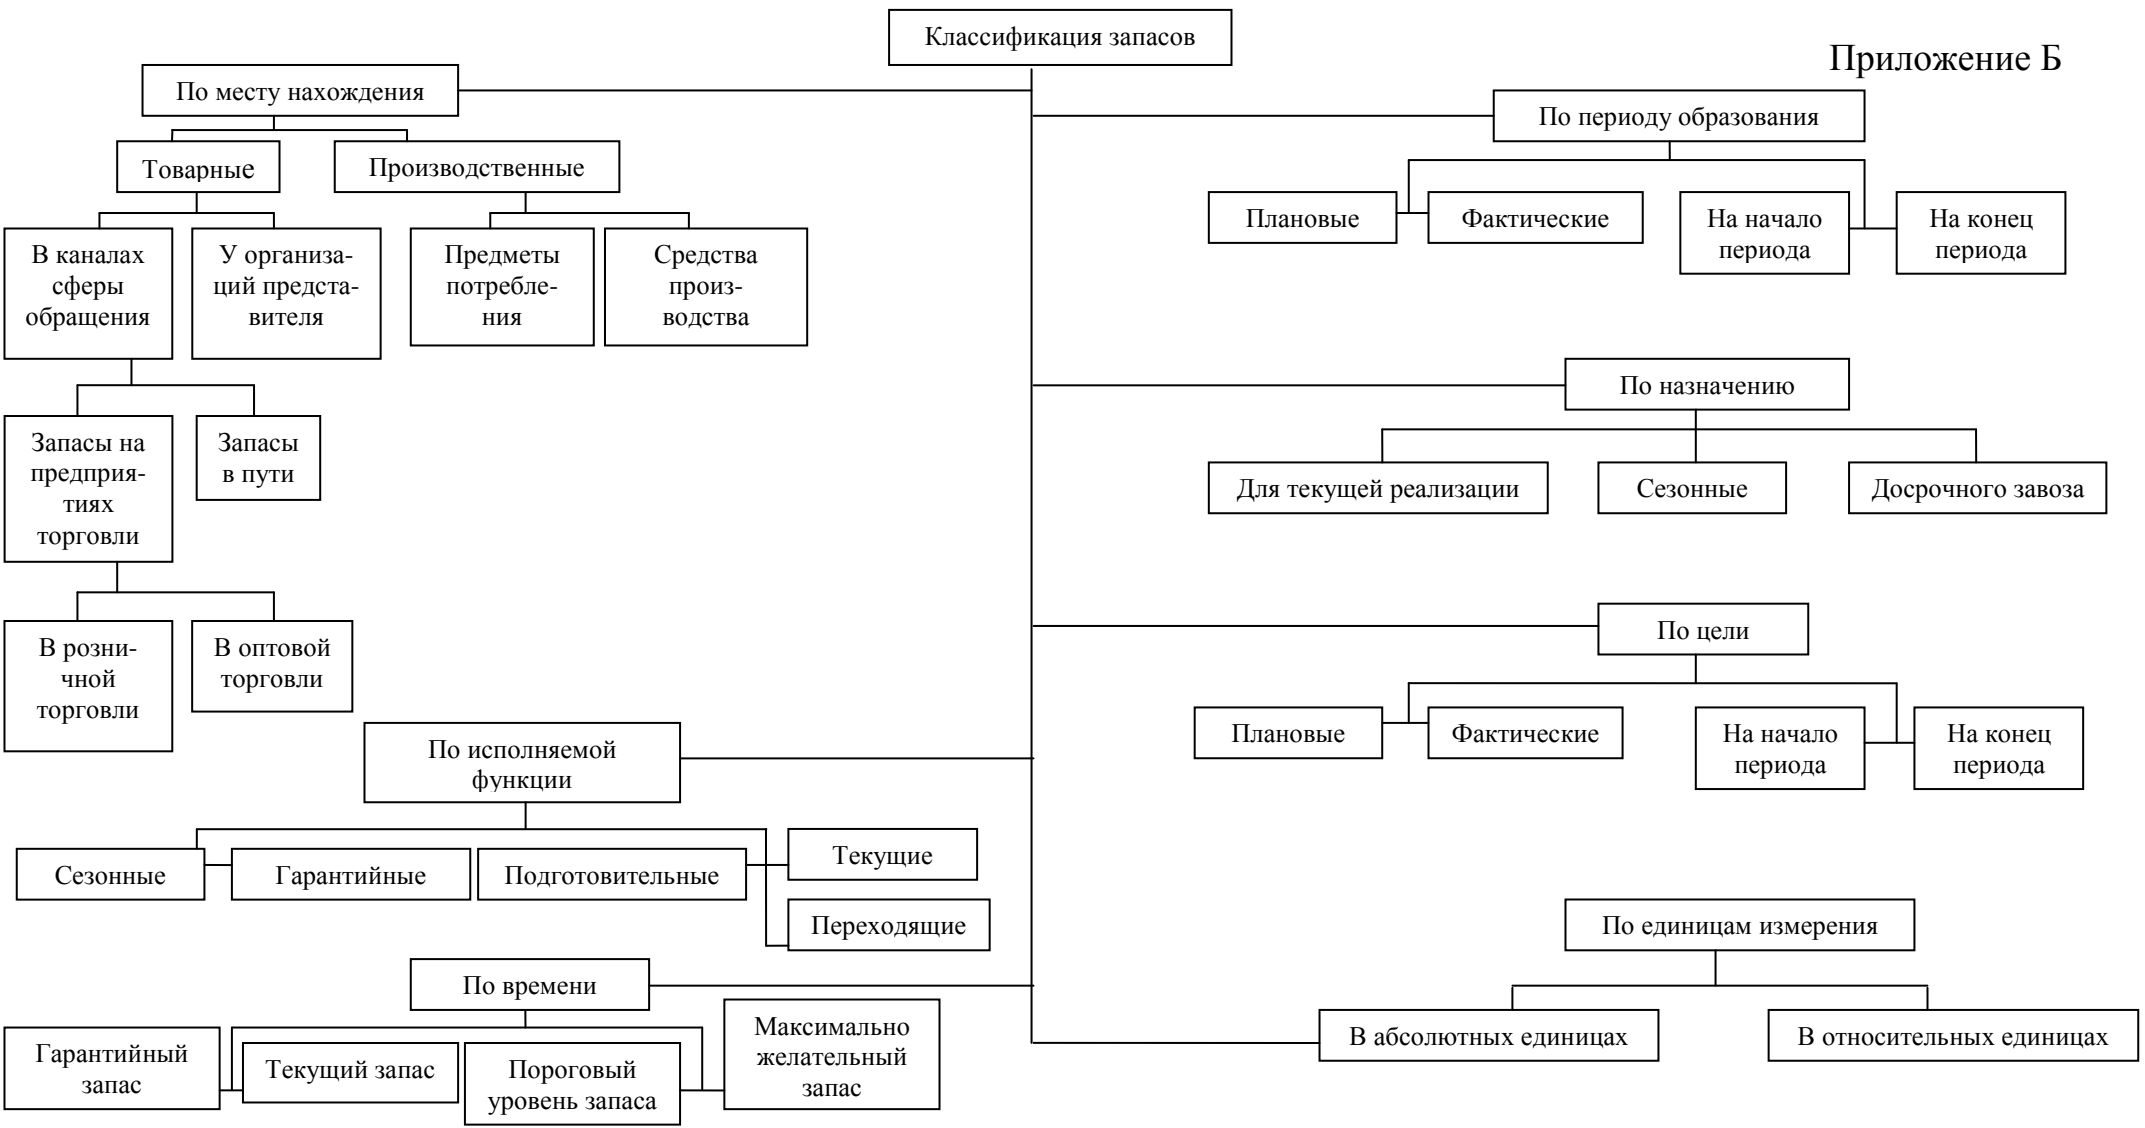 Классификация запасов
Приложение Б
По месту нахождения
Товарные
Производственные
В каналах
сферы
обращения
У организа-
ций предста-
вителя
Предметы
потребле-
ния
Средства
произ-
водства
Запасы на
предприя-
тиях
торговли
Запасы
в пути
В розни-
чной
торговли
В оптовой
торговли
По исполняемой
функции
Сезонные
Гарантийные
Подготовительные
Текущие
Переходящие
По времени
Гарантийный
запас
Текущий запас
Пороговый
уровень запаса
Максимально
желательный
запас
По периоду образования
Плановые
Фактические
На начало
периода
На конец
периода
По назначению
Для текущей реализации
Сезонные
Досрочного завоза
По цели
Плановые
Фактические
На начало
периода
На конец
периода
По единицам измерения
В абсолютных единицах
В относительных единицах